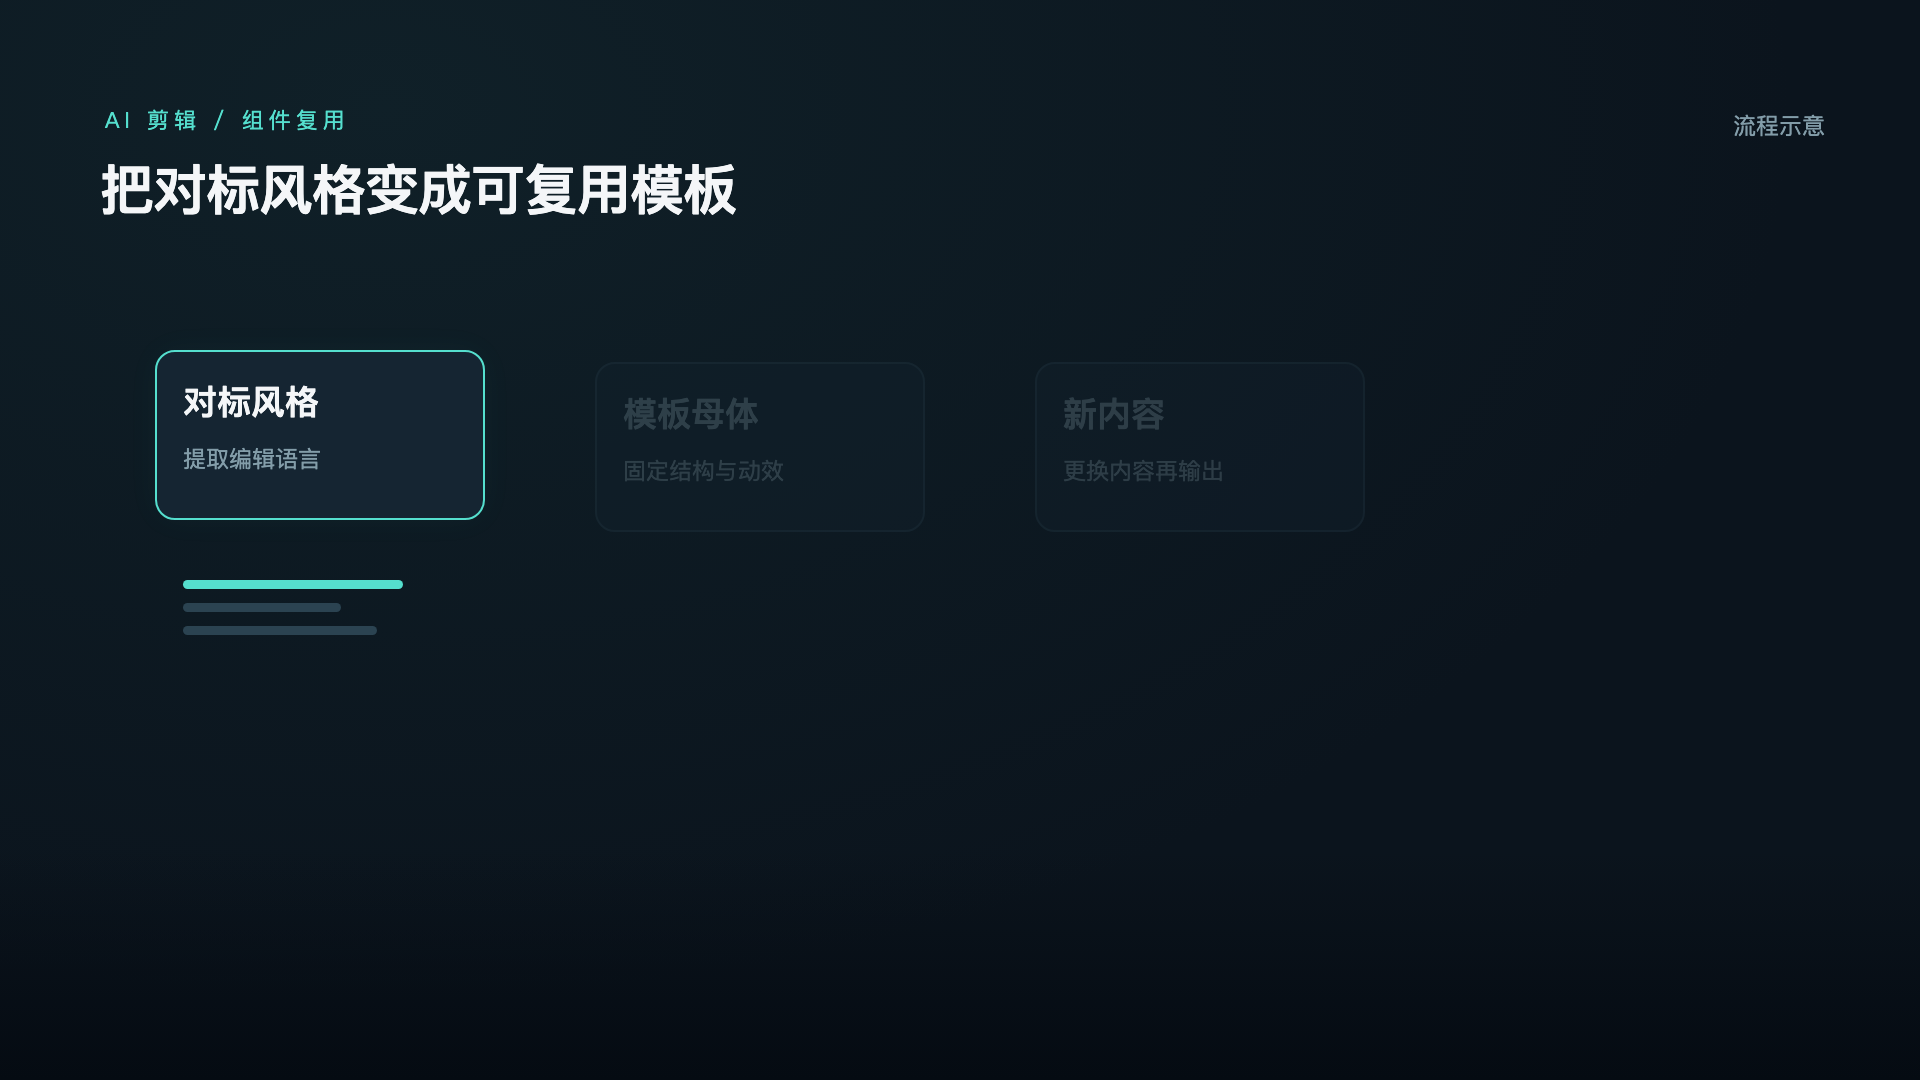 AI 剪辑 / 组件复用
流程示意
把对标风格变成可复用模板
对标风格
提取编辑语言
模板母体
固定结构与动效
新内容
更换内容再输出